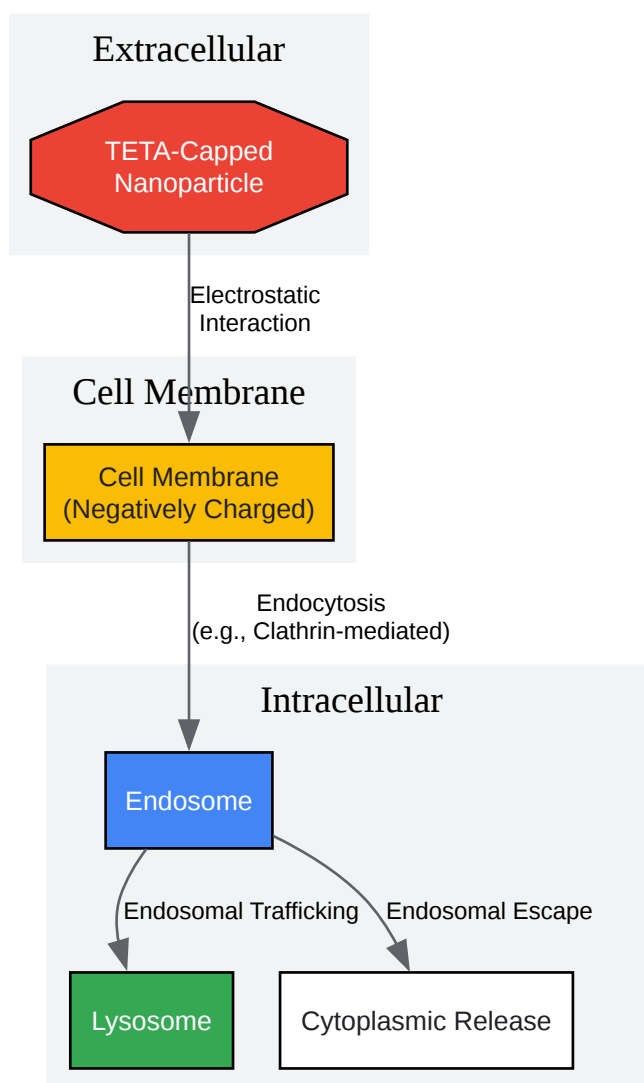 Extracellular
TETA-Capped
Nanoparticle
Electrostatic
Interaction
Cell Membrane
Cell Membrane
(Negatively Charged)
Endocytosis
(e.g., Clathrin-mediated)
Intracellular
Endosome
Endosomal Trafficking
Endosomal Escape
Lysosome
Cytoplasmic Release